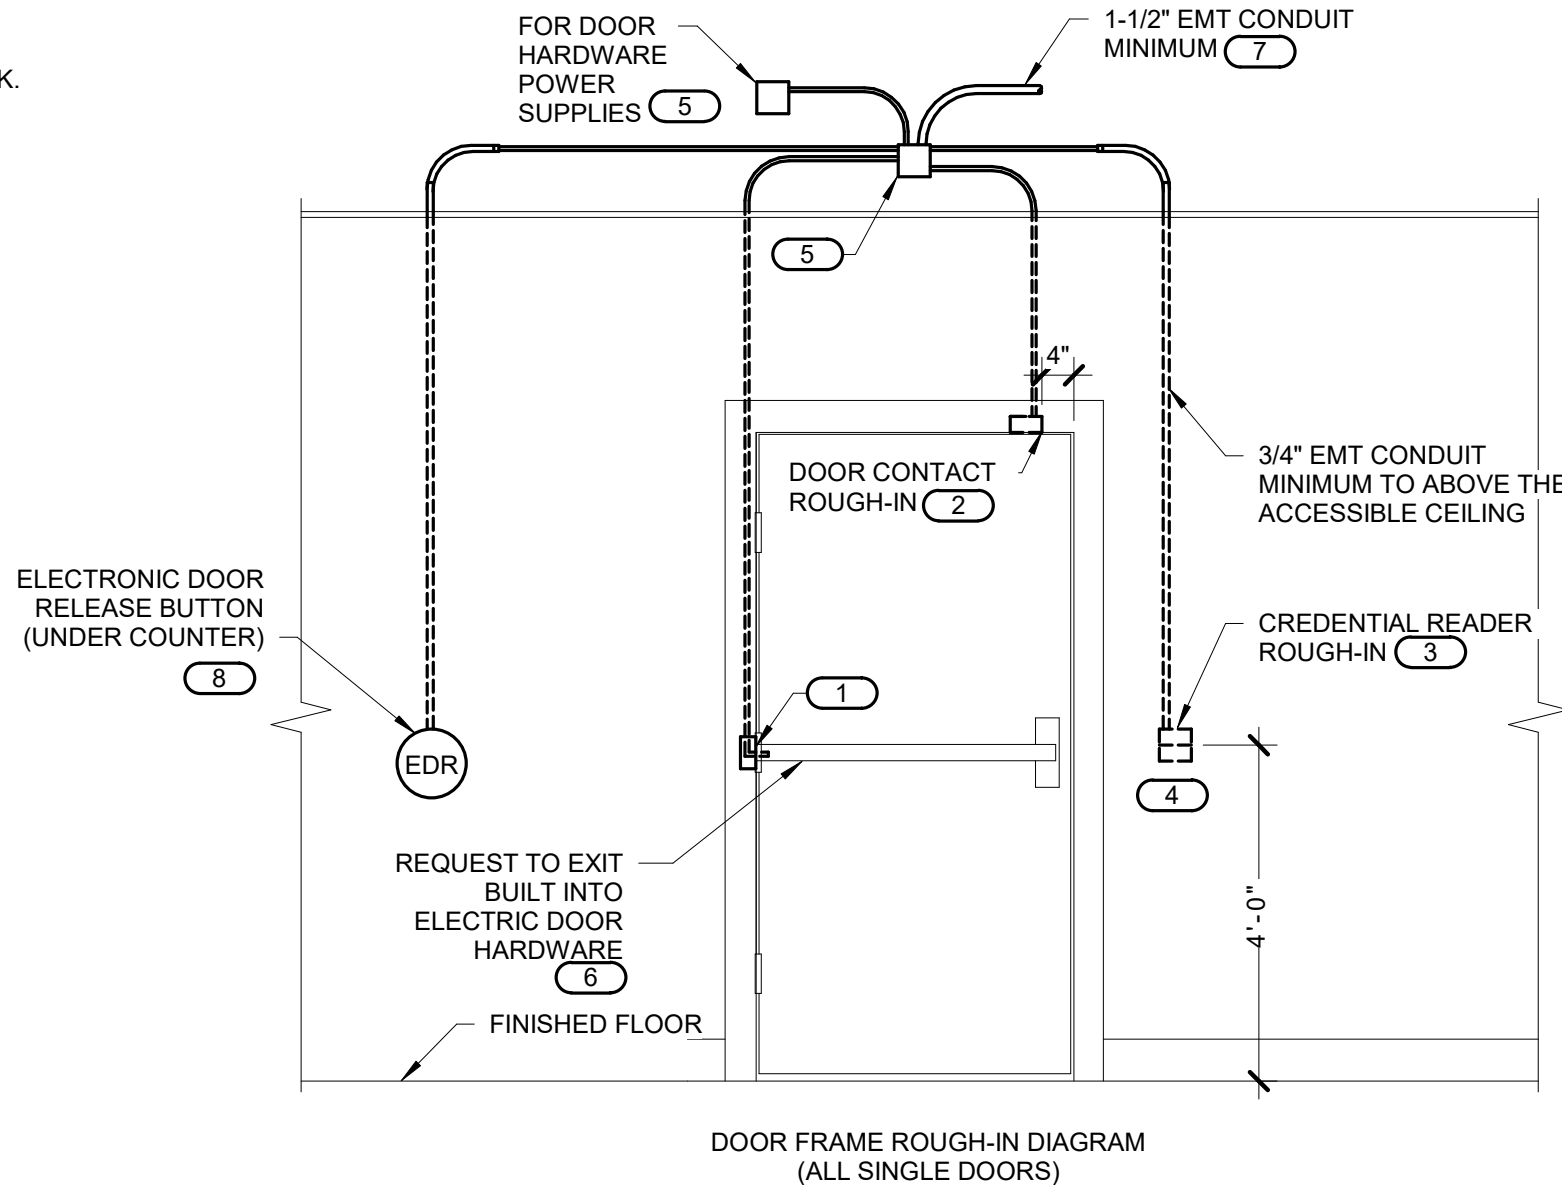 K.
FOR DOOR
HARDWARE
POWER
SUPPLIES 5
1-1/2" EMT CONDUIT
MINIMUM 7
5
4"
DOOR CONTACT
ROUGH-IN 2
3/4" EMT CONDUIT
MINIMUM TO ABOVE THE
ACCESSIBLE CEILING
ELECTRONIC DOOR
RELEASE BUTTON
(UNDER COUNTER)
8
CREDENTIAL READER
ROUGH-IN 3
1
EDR
4
REQUEST TO EXIT
BUILT INTO
ELECTRIC DOOR
HARDWARE
6
4'-0"
FINISHED FLOOR
DOOR FRAME ROUGH-IN DIAGRAM
(ALL SINGLE DOORS)